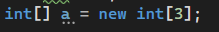 int[] a = new int[3];